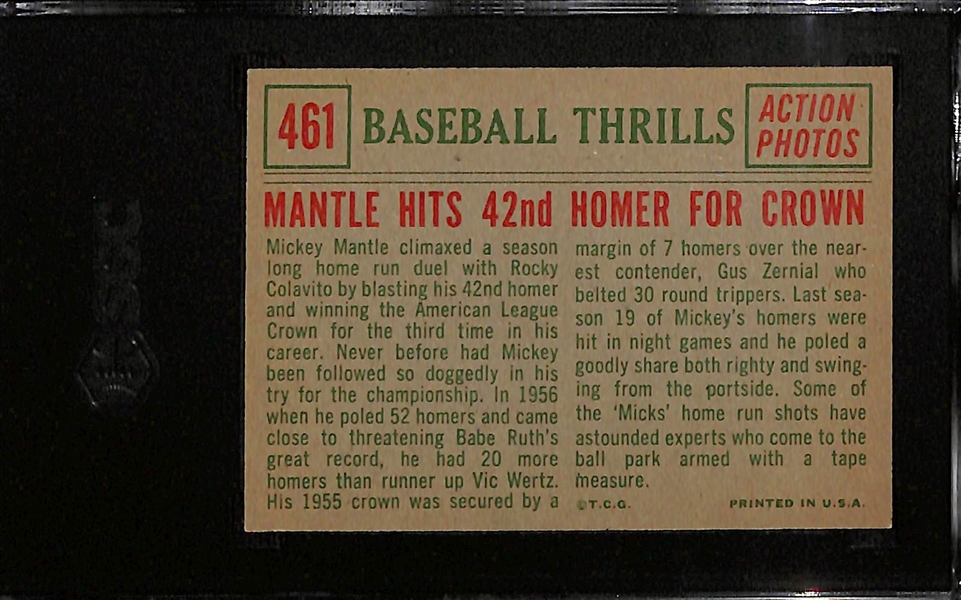 461
BASEBALL THRILLS
ACTION
PHOTOS
MANTLE HITS 42nd HOMER FOR CROWN
Mickey Mantle climaxed a season
long home run duel with Rocky
Colavito by blasting his 42nd homer
and winning the American League
Crown for the third time in his
career. Never before had Mickey
been followed so doggedly in his
try for the championship. In 1956
when he poled 52 homers and came
close to threatening Babe Ruth's
great record, he had 20 more
homers than runner up Vic Wertz.
His 1955 crown was secured by a
margin of 7 homers over the near-
est contender, Gus Zernial who
belted 30 round trippers. Last sea-
son 19 of Mickey's homers were
hit in night games and he poled a
goodly share both righty and swing-
ing from the portside. Some of
the 'Micks' home run shots have
astounded experts who come to the
ball park armed with a tape
measure.
©T.C.G.
PRINTED IN U.S.A.
SGC